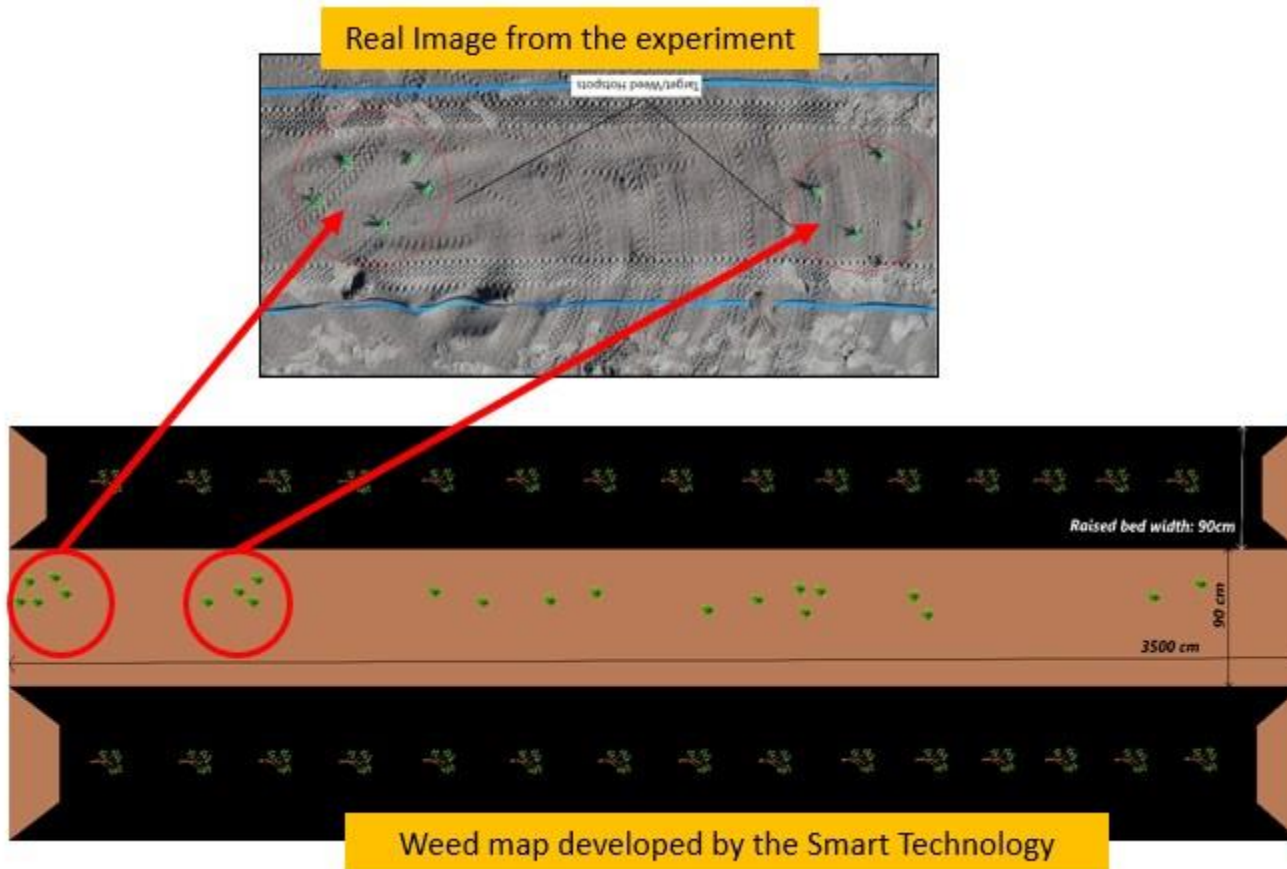 Real Image from the experiment
Target/Weed Hotspots
Raised bed width: 90cm
90 cm
3500 cm
Weed map developed by the Smart Technology